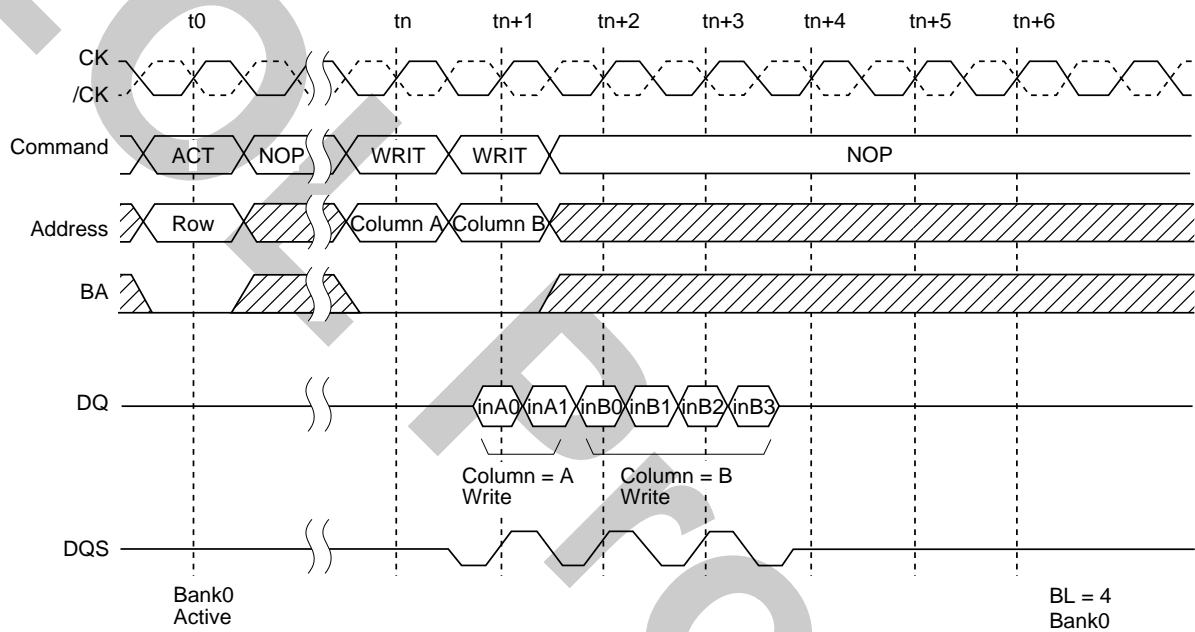 t0 tn tn+1 tn+2 tn+3 tn+4 tn+5 tn+6
CK
/CK
Command ACT NOP WRIT WRIT NOP
Address Row Column A Column B
BA
DQ inA0 inA1 inB0 inB1 inB2 inB3
Column = A Column = B
Write Write
DQS
Bank0 BL = 4
Active Bank0